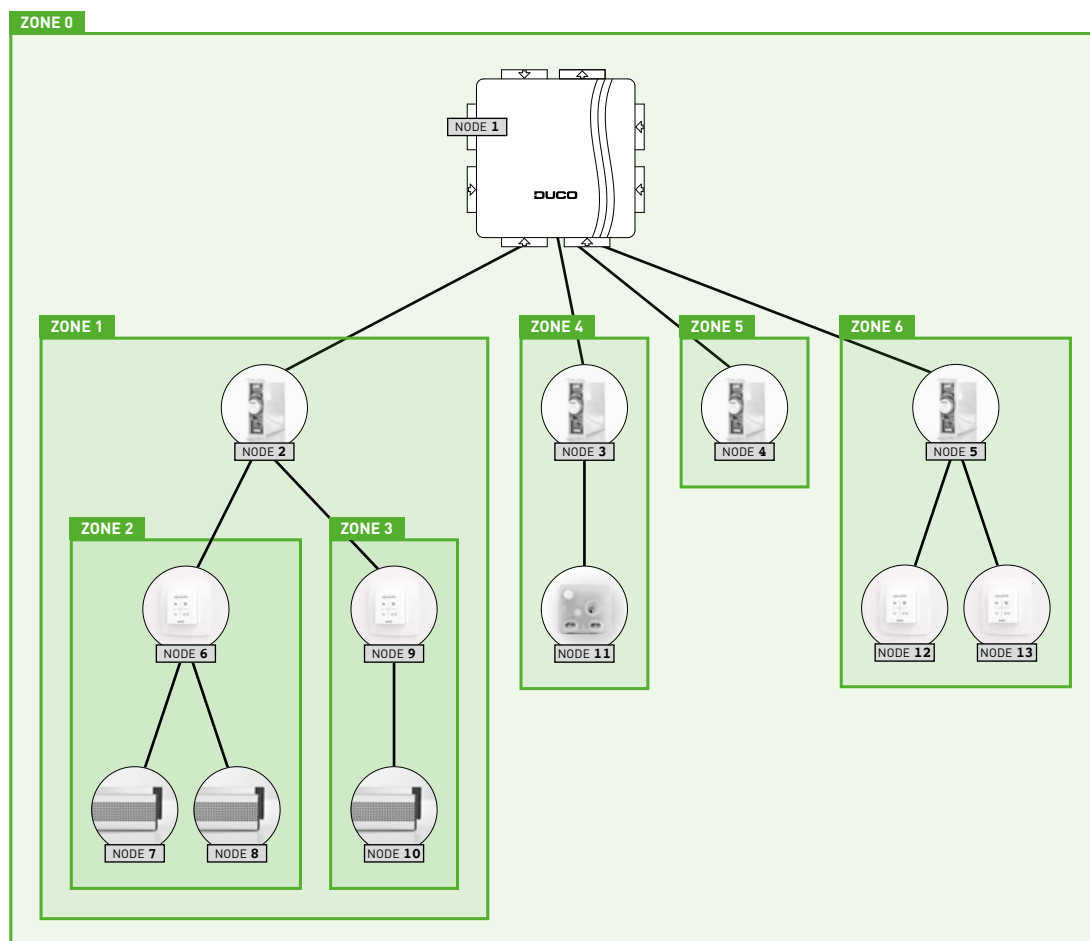 ZONE 0
NODE 1
DUCO
ZONE 1
ZONE 4
ZONE 5
ZONE 6
NODE 2
NODE 3
NODE 4
NODE 5
ZONE 2
ZONE 3
NODE 6
NODE 9
NODE 11
NODE 12
NODE 13
NODE 7
NODE 8
NODE 10